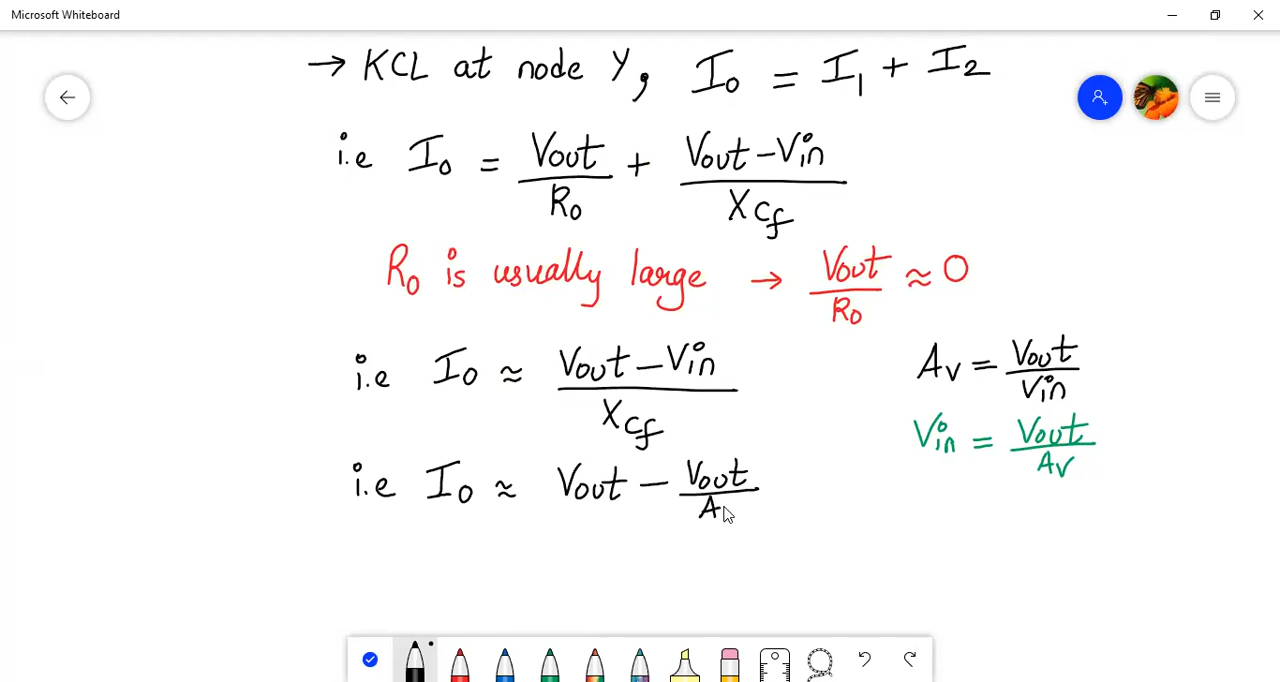 Microsoft Whiteboard
→ KCL at node Y, I₀ = I₁ + I₂
i.e I₀ = Vout/R₀ + (Vout − Vin)/Xcf
R₀ is usually large → Vout/R₀ ≈ 0
i.e I₀ ≈ (Vout − Vin)/Xcf
Av = Vout/Vin
Vin = Vout/Av
i.e I₀ ≈ Vout − Vout/A